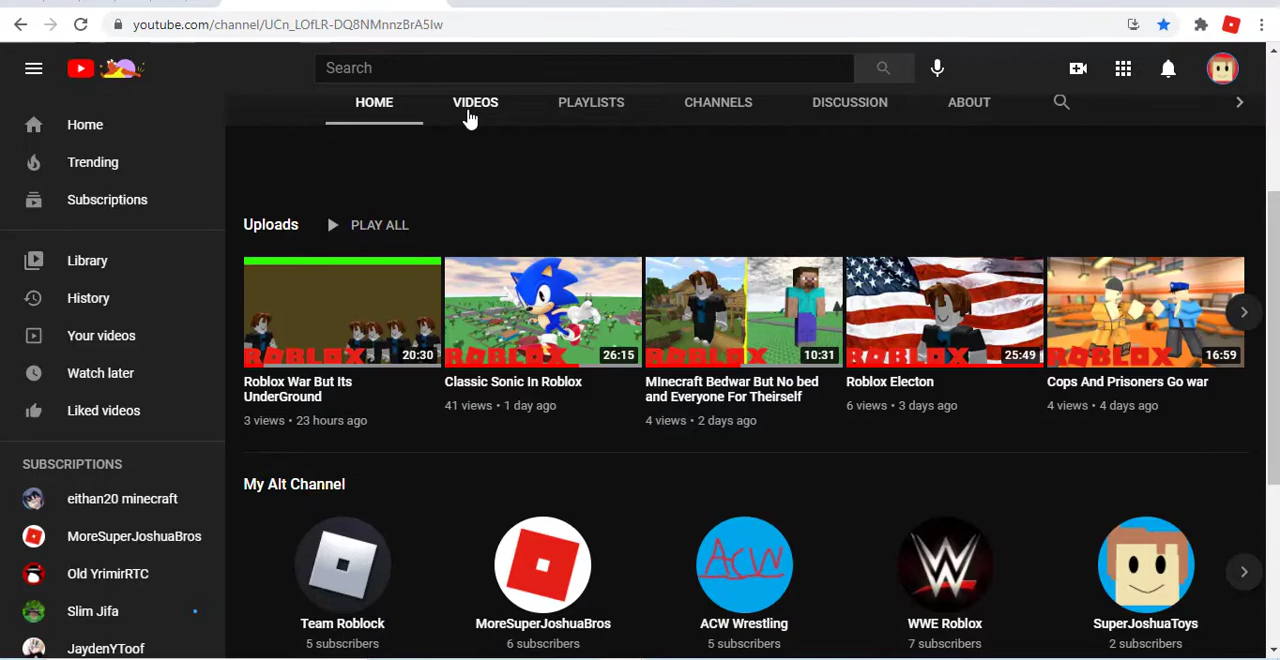 youtube.com/channel/UCn_LOfLR-DQ8NMnnzBrA5lw
Search
HOME
VIDEOS
PLAYLISTS
CHANNELS
DISCUSSION
ABOUT
Home
Trending
Subscriptions
Library
History
Your videos
Watch later
Liked videos
SUBSCRIPTIONS
eithan20 minecraft
MoreSuperJoshuaBros
Old YrimirRTC
Slim Jifa
JaydenYToof
Uploads
PLAY ALL
ROBLOX
20:30
ROBLOX
26:15
ROBLOX
10:31
ROBLOX
25:49
ROBLOX
16:59
Roblox War But Its
UnderGround
3 views • 23 hours ago
Classic Sonic In Roblox
41 views • 1 day ago
MInecraft Bedwar But No bed
and Everyone For Theirself
4 views • 2 days ago
Roblox Electon
6 views • 3 days ago
Cops And Prisoners Go war
4 views • 4 days ago
My Alt Channel
ACW
W
Team Roblock
5 subscribers
MoreSuperJoshuaBros
6 subscribers
ACW Wrestling
5 subscribers
WWE Roblox
7 subscribers
SuperJoshuaToys
2 subscribers